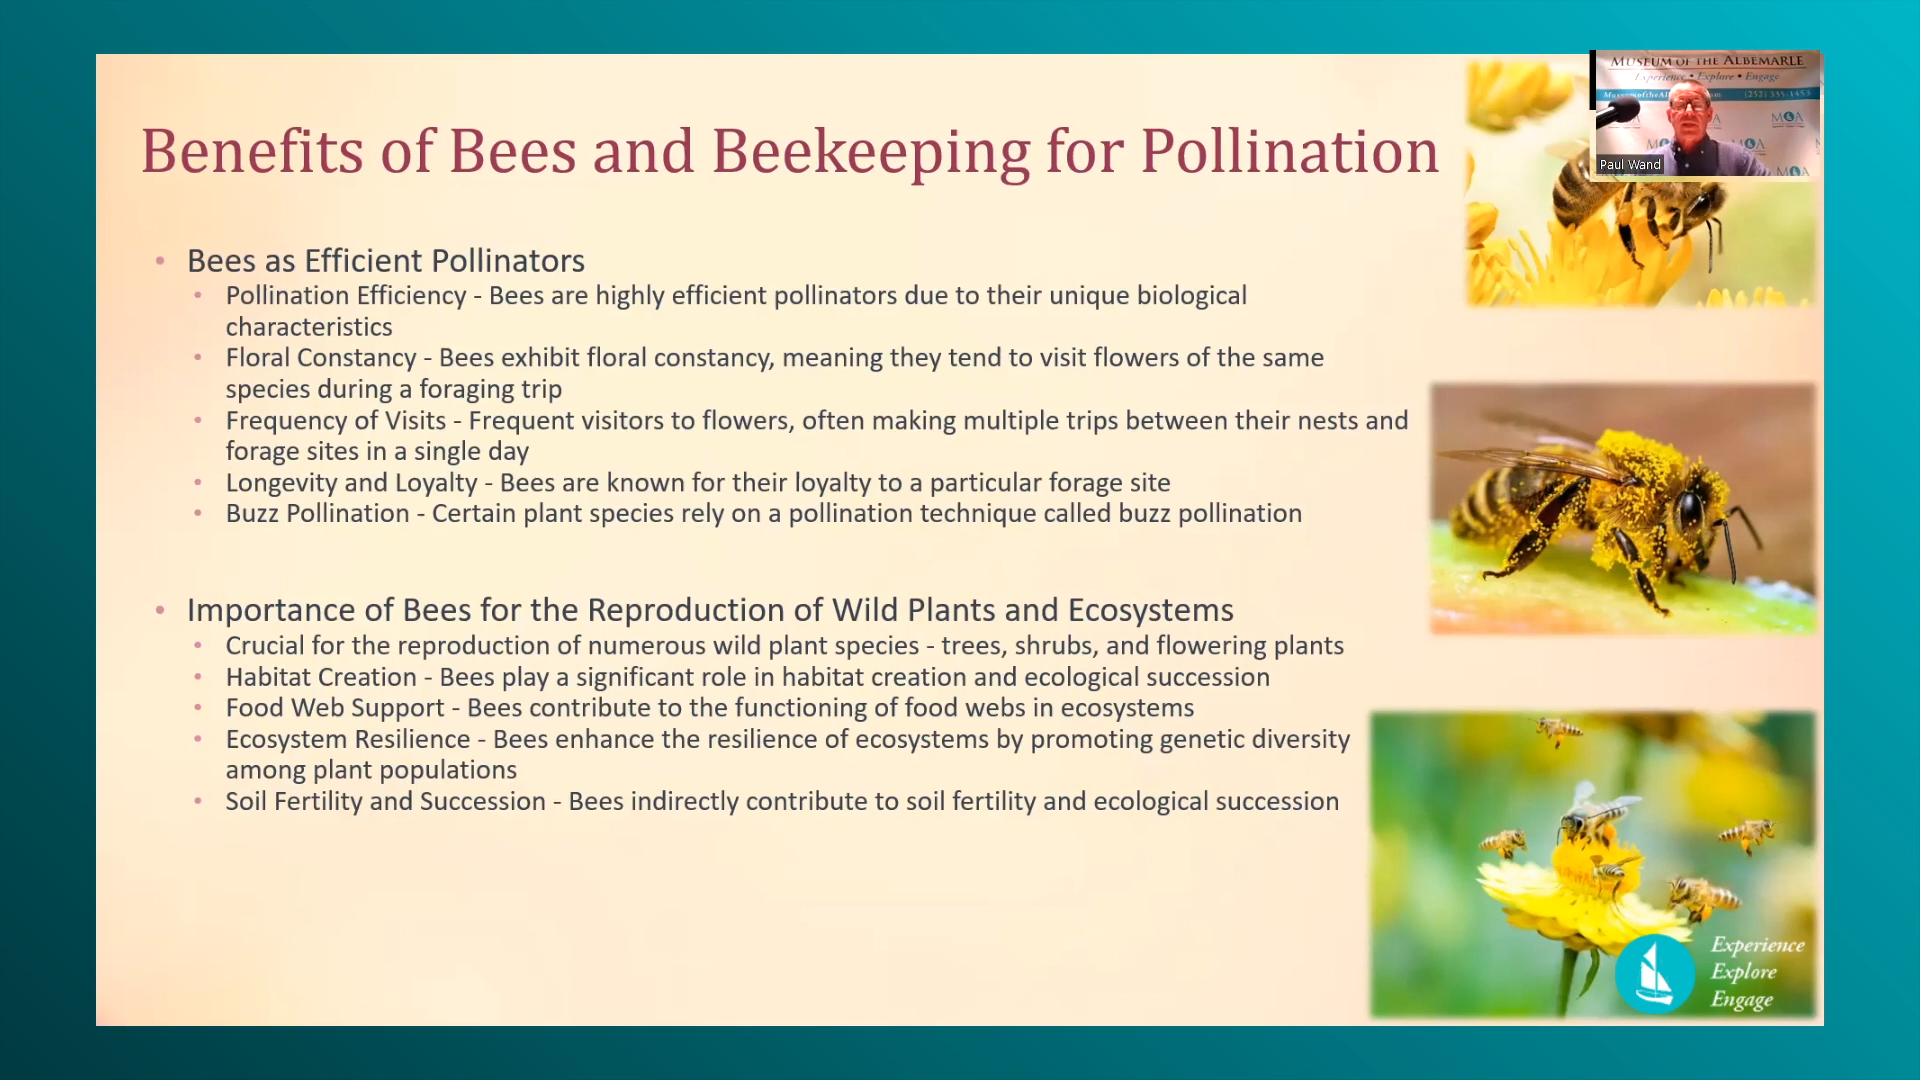 Benefits of Bees and Beekeeping for Pollination
• Bees as Efficient Pollinators
• Pollination Efficiency - Bees are highly efficient pollinators due to their unique biological
characteristics
• Floral Constancy - Bees exhibit floral constancy, meaning they tend to visit flowers of the same
species during a foraging trip
• Frequency of Visits - Frequent visitors to flowers, often making multiple trips between their nests and
forage sites in a single day
• Longevity and Loyalty - Bees are known for their loyalty to a particular forage site
• Buzz Pollination - Certain plant species rely on a pollination technique called buzz pollination
• Importance of Bees for the Reproduction of Wild Plants and Ecosystems
• Crucial for the reproduction of numerous wild plant species - trees, shrubs, and flowering plants
• Habitat Creation - Bees play a significant role in habitat creation and ecological succession
• Food Web Support - Bees contribute to the functioning of food webs in ecosystems
• Ecosystem Resilience - Bees enhance the resilience of ecosystems by promoting genetic diversity
among plant populations
• Soil Fertility and Succession - Bees indirectly contribute to soil fertility and ecological succession
MUSEUM OF THE ALBEMARLE
Experience • Explore • Engage
(252) 335-1453
MOA
Paul Wand
Experience
Explore
Engage